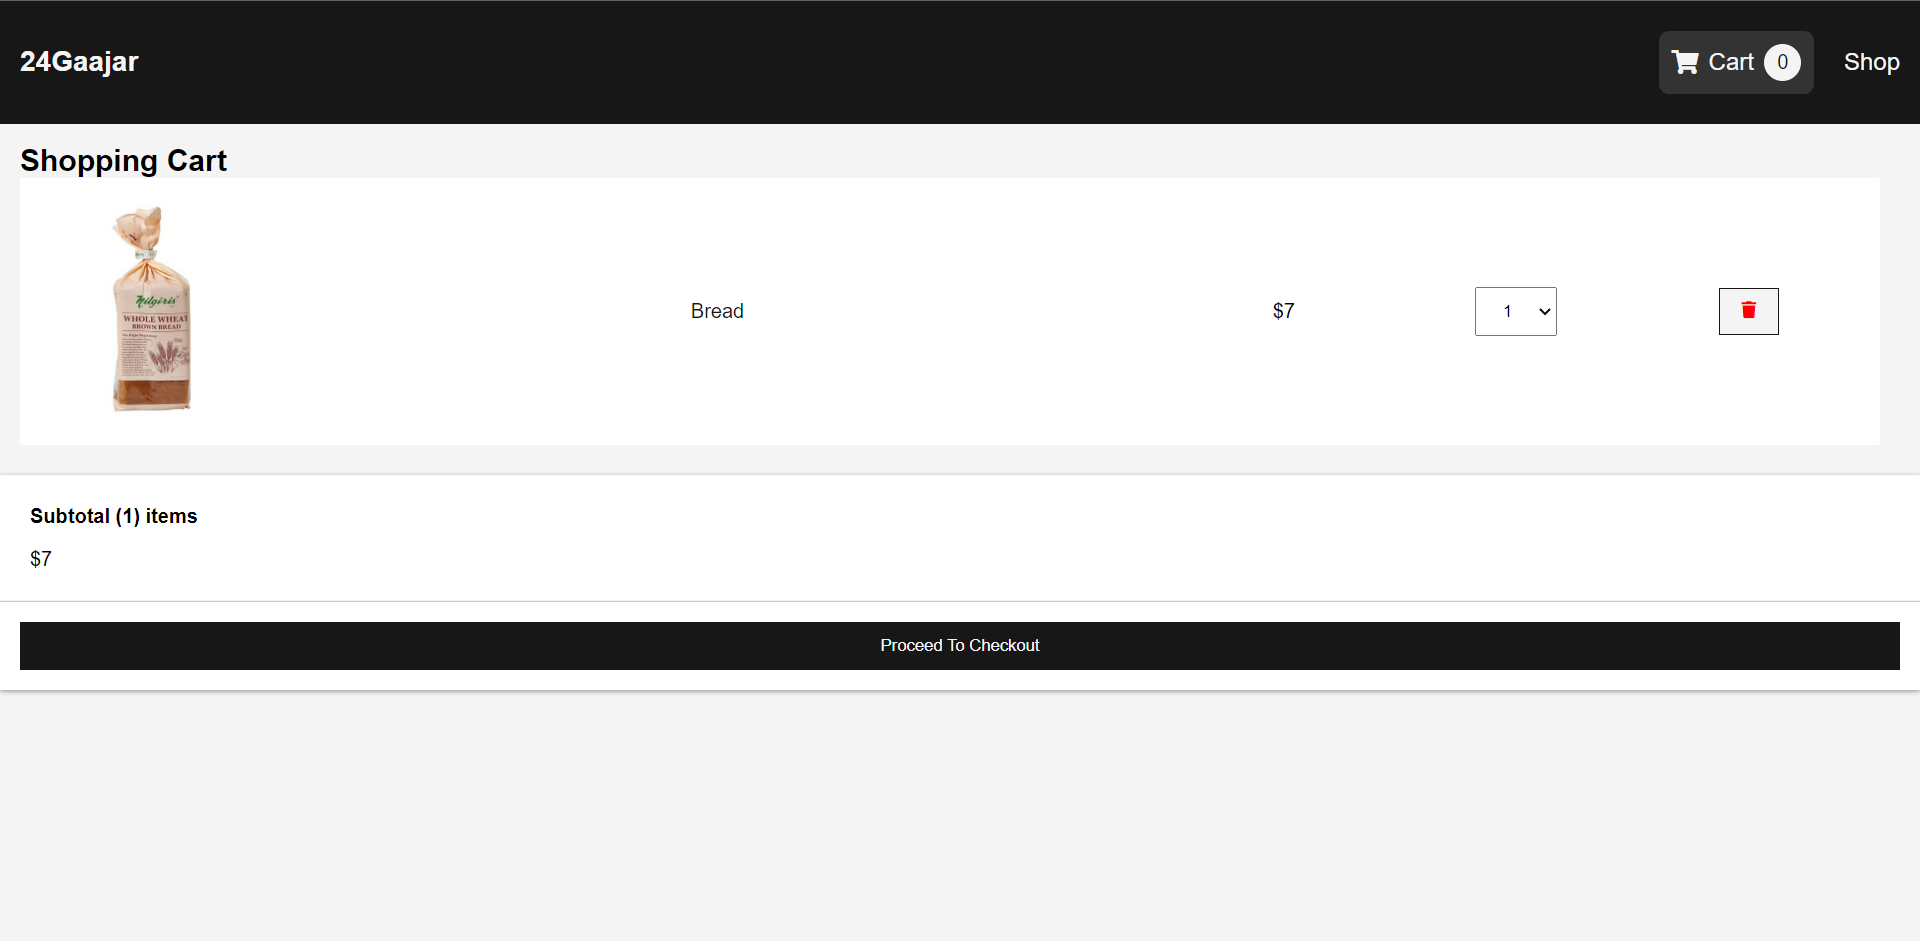 24Gaajar
Cart 0
Shop
Shopping Cart
Nilgiris
WHOLE WHEAT
BROWN BREAD
Bread
$7
1
Subtotal (1) items
$7
Proceed To Checkout